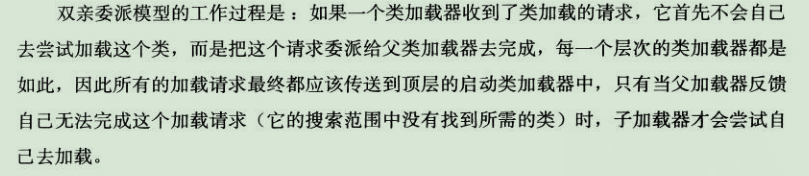 双亲委派模型的工作过程是：如果一个类加载器收到了类加载的请求，它首先不会自己
去尝试加载这个类，而是把这个请求委派给父类加载器去完成，每一个层次的类加载器都是
如此，因此所有的加载请求最终都应该传送到顶层的启动类加载器中，只有当父加载器反馈
自己无法完成这个加载请求（它的搜索范围中没有找到所需的类）时，子加载器才会尝试自
己去加载。